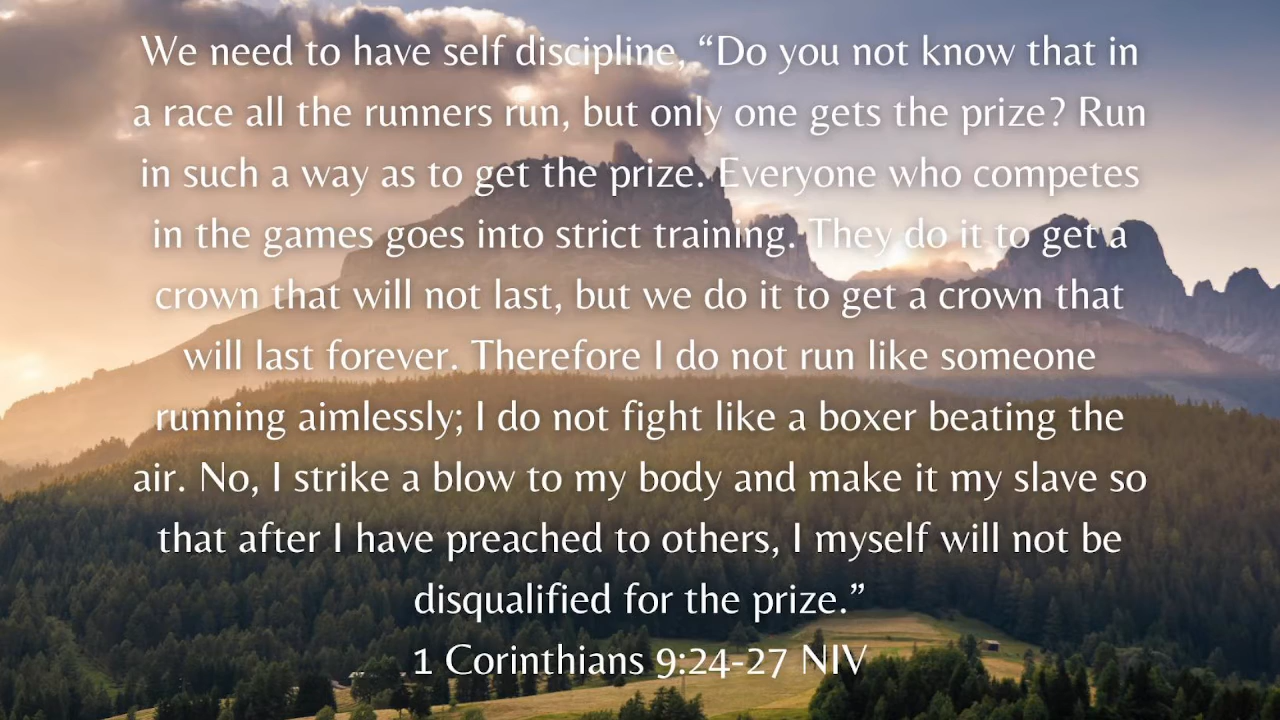 We need to have self discipline, “Do you not know that in
a race all the runners run, but only one gets the prize? Run
in such a way as to get the prize. Everyone who competes
in the games goes into strict training. They do it to get a
crown that will not last, but we do it to get a crown that
will last forever. Therefore I do not run like someone
running aimlessly; I do not fight like a boxer beating the
air. No, I strike a blow to my body and make it my slave so
that after I have preached to others, I myself will not be
disqualified for the prize.”
1 Corinthians 9:24-27 NIV